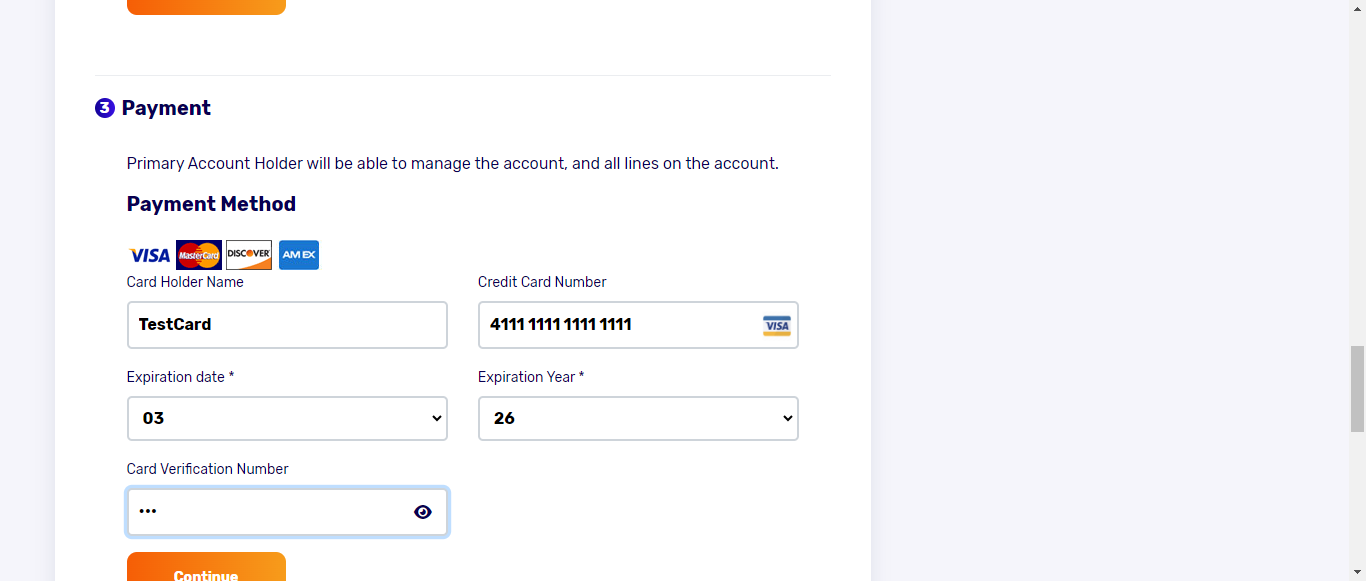 3 Payment
Primary Account Holder will be able to manage the account, and all lines on the account.
Payment Method
VISA MasterCard DISCOVER AMEX
Card Holder Name Credit Card Number
TestCard 4111 1111 1111 1111 VISA
Expiration date * Expiration Year *
03 26
Card Verification Number
•••
Continue